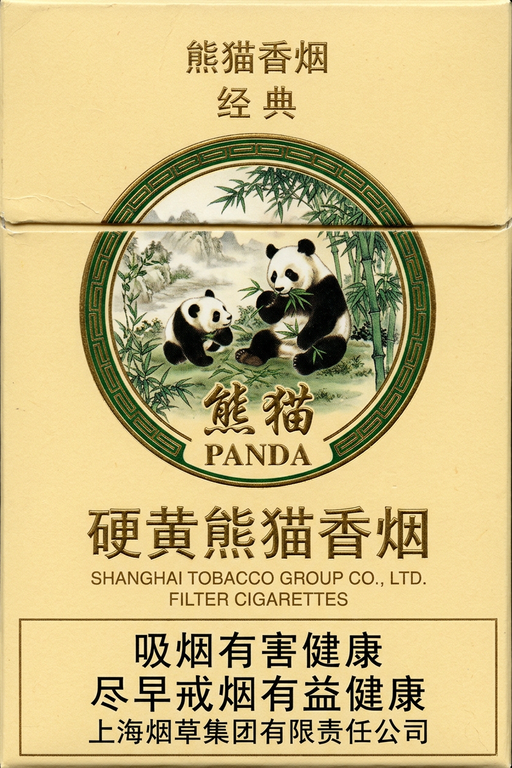 熊猫香烟
经典
熊猫
PANDA
硬黄熊猫香烟
SHANGHAI TOBACCO GROUP CO., LTD.
FILTER CIGARETTES
吸烟有害健康
尽早戒烟有益健康
上海烟草集团有限责任公司